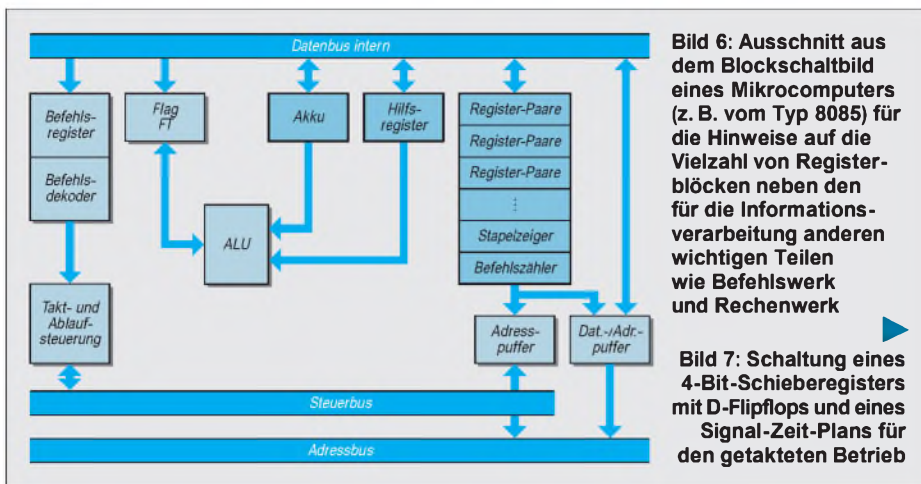 Datenbus intern
Befehls-
register
Befehls-
dekoder
Flag
FT
Akku
Hilfs-
register
Register-Paare
Register-Paare
Register-Paare
⋮
Stapelzeiger
Befehlszähler
ALU
Takt- und
Ablauf-
steuerung
Adress-
puffer
Dat.-/Adr.-
puffer
Steuerbus
Adressbus
Bild 6: Ausschnitt aus
dem Blockschaltbild
eines Mikrocomputers
(z. B. vom Typ 8085) für
die Hinweise auf die
Vielzahl von Register-
blöcken neben den
für die Informations-
verarbeitung anderen
wichtigen Teilen
wie Befehlswerk
und Rechenwerk
Bild 7: Schaltung eines
4-Bit-Schieberegisters
mit D-Flipflops und eines
Signal-Zeit-Plans für
den getakteten Betrieb